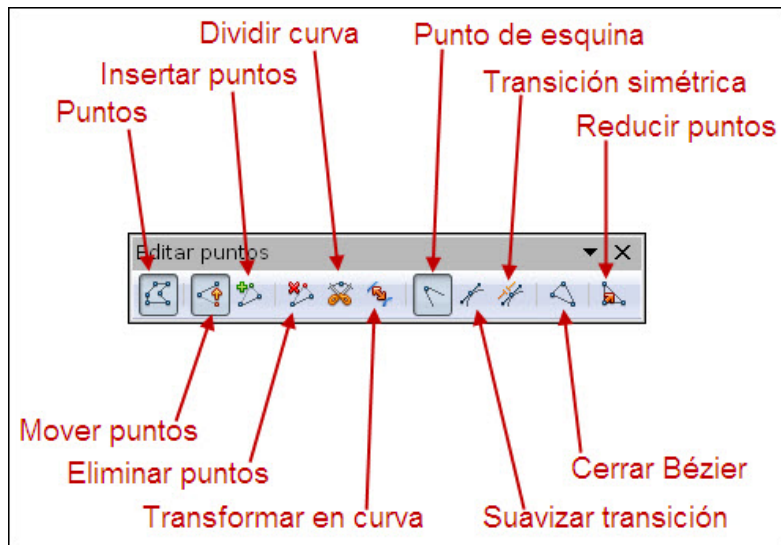 Dividir curva
Punto de esquina
Insertar puntos
Transición simétrica
Puntos
Reducir puntos
Editar puntos
Mover puntos
Eliminar puntos
Cerrar Bézier
Transformar en curva
Suavizar transición